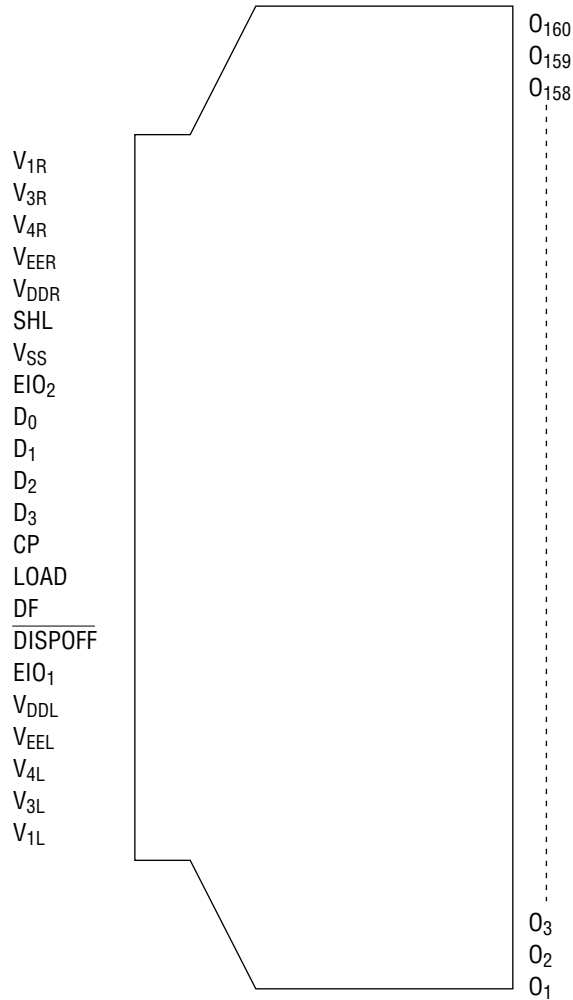 O₁₆₀
O₁₅₉
O₁₅₈
V₁R
V₃R
V₄R
VEER
VDDR
SHL
VSS
EIO₂
D₀
D₁
D₂
D₃
CP
LOAD
DF
D̅I̅S̅P̅O̅F̅F̅
EIO₁
VDDL
VEEL
V₄L
V₃L
V₁L
O₃
O₂
O₁